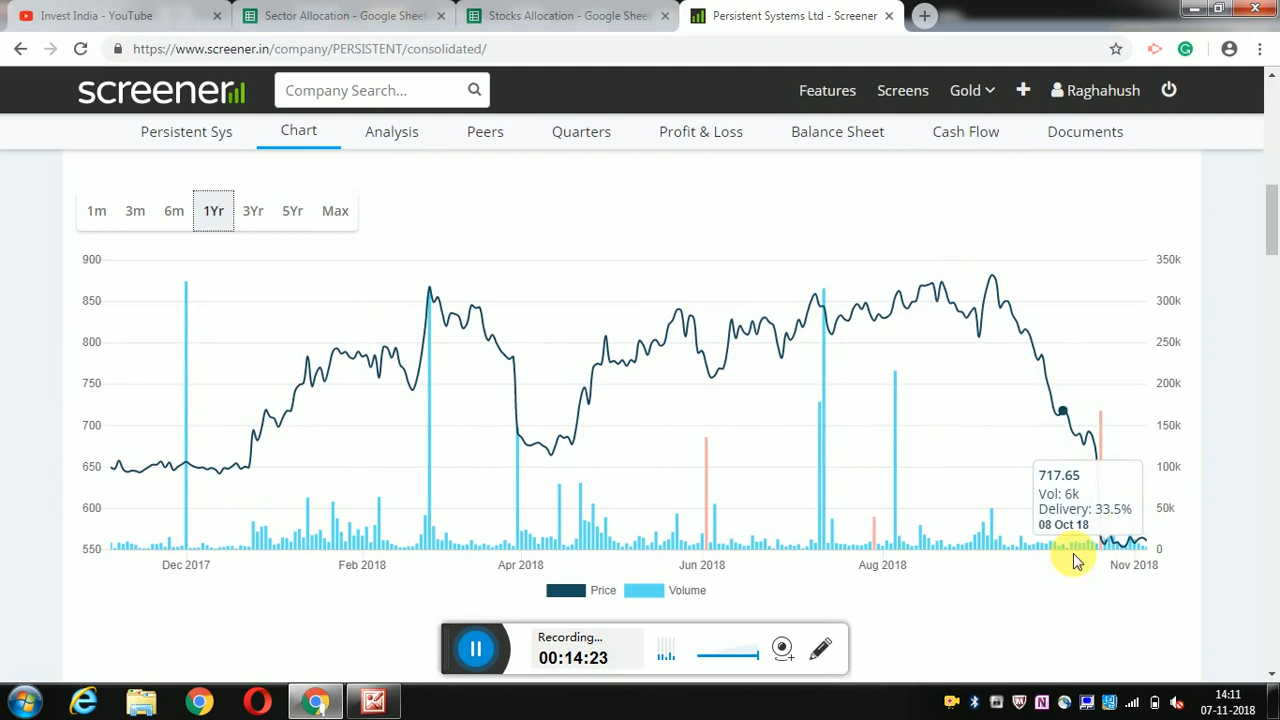 Invest India - YouTube
Sector Allocation - Google Sheet
Stock Allocation - Google Sheet
Persistent Systems Ltd - Screener
https://www.screener.in/company/PERSISTENT/consolidated/
screener
Company Search...
Features
Screens
Gold
Raghahush
Persistent Sys
Chart
Analysis
Peers
Quarters
Profit & Loss
Balance Sheet
Cash Flow
Documents
1m 3m 6m 1Yr 3Yr 5Yr Max
900 350k
850 300k
800 250k
750 200k
700 150k
650 100k
600 50k
550 0
717.65
Vol: 6k
Delivery: 33.5%
08 Oct 18
Dec 2017 Feb 2018 Apr 2018 Jun 2018 Aug 2018 Nov 2018
Price Volume
Recording...
00:14:23
14:11
07-11-2018